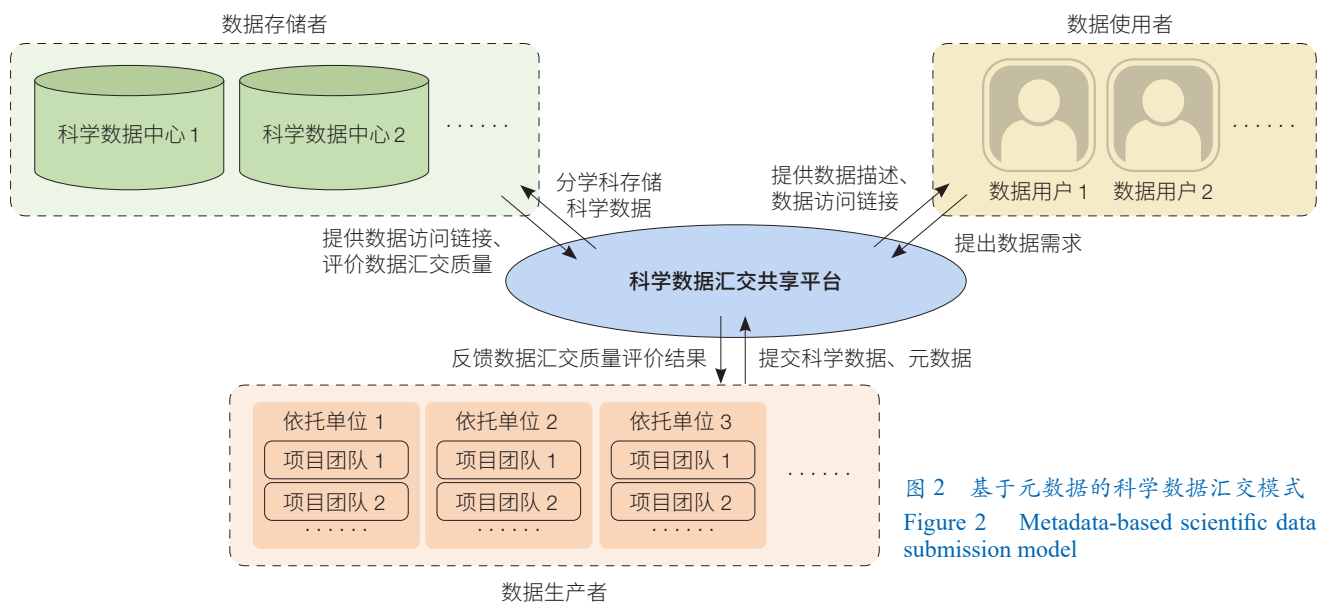 数据存储者
科学数据中心 1
科学数据中心 2
······
数据使用者
数据用户 1
数据用户 2
······
分学科存储
科学数据
提供数据访问链接、
评价数据汇交质量
提供数据描述、
数据访问链接
提出数据需求
科学数据汇交共享平台
反馈数据汇交质量评价结果
提交科学数据、元数据
依托单位 1
项目团队 1
项目团队 2
······
依托单位 2
项目团队 1
项目团队 2
······
依托单位 3
项目团队 1
项目团队 2
······
······
数据生产者
图 2 基于元数据的科学数据汇交模式
Figure 2 Metadata-based scientific data
submission model